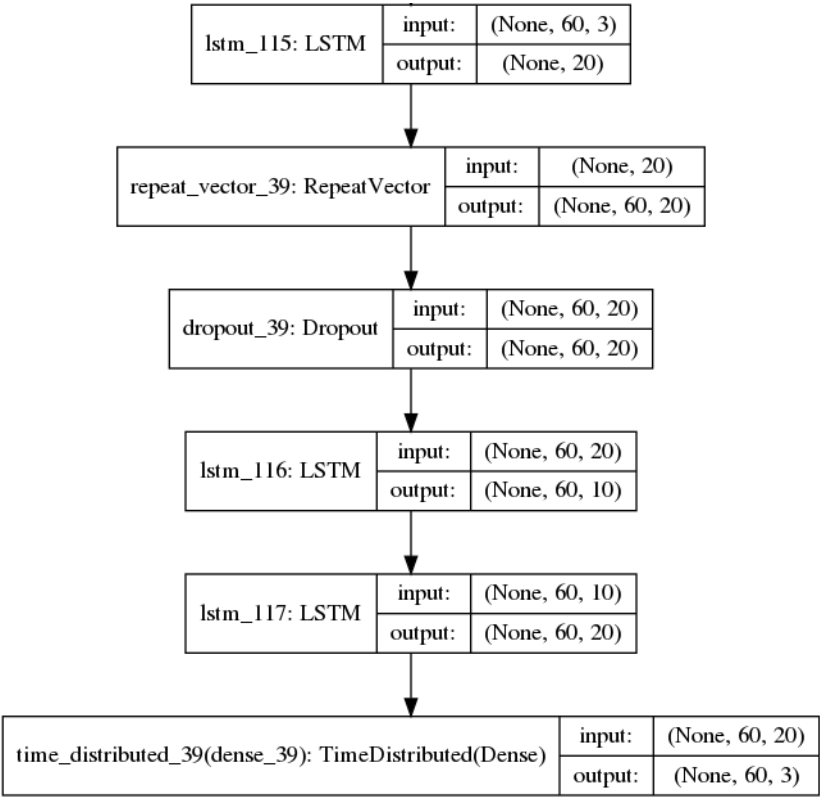 lstm_115: LSTM
input:
(None, 60, 3)
output:
(None, 20)
repeat_vector_39: RepeatVector
input:
(None, 20)
output:
(None, 60, 20)
dropout_39: Dropout
input:
(None, 60, 20)
output:
(None, 60, 20)
lstm_116: LSTM
input:
(None, 60, 20)
output:
(None, 60, 10)
lstm_117: LSTM
input:
(None, 60, 10)
output:
(None, 60, 20)
time_distributed_39(dense_39): TimeDistributed(Dense)
input:
(None, 60, 20)
output:
(None, 60, 3)